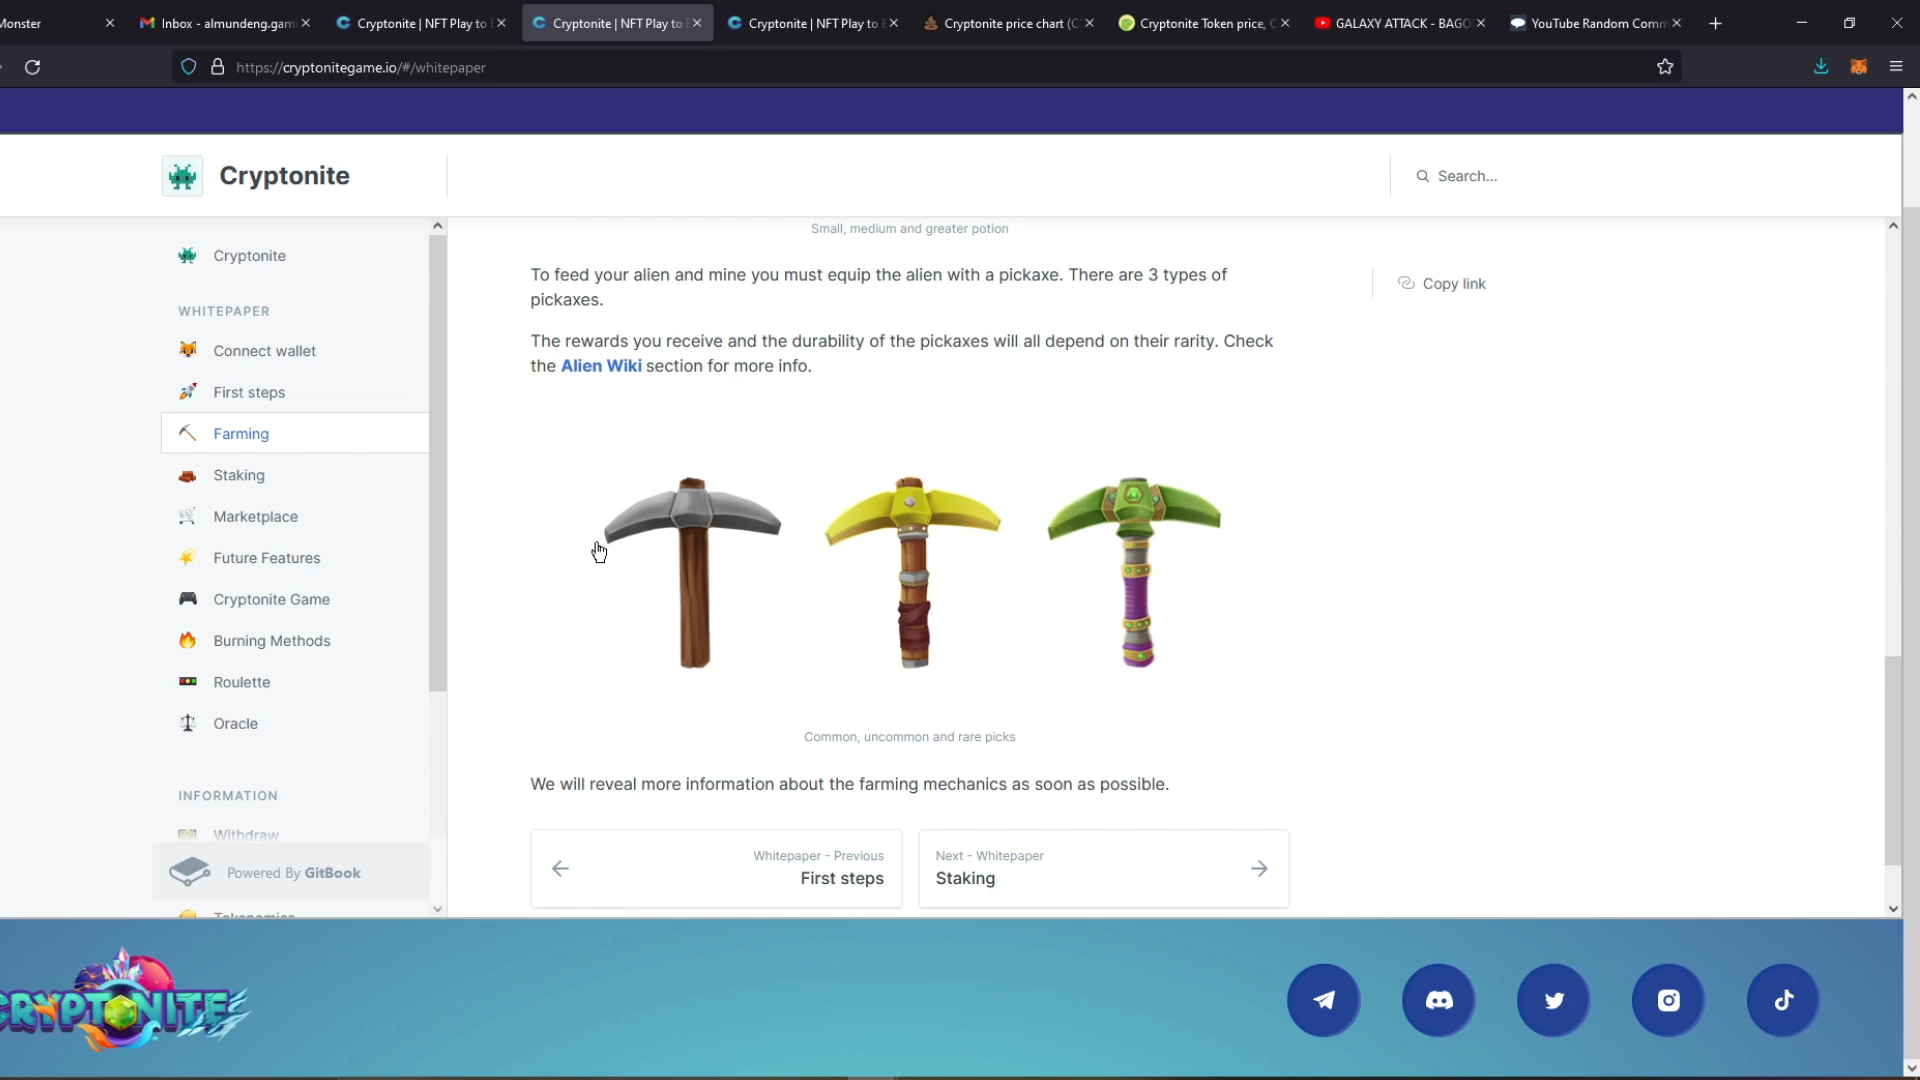 Monster
Inbox - almundeng.gam
Cryptonite | NFT Play to E
Cryptonite | NFT Play to E
Cryptonite | NFT Play to E
Cryptonite price chart (C
Cryptonite Token price, C
GALAXY ATTACK - BAGO
YouTube Random Comm
https://cryptonitegame.io/#/whitepaper
Cryptonite
Search...
Cryptonite
WHITEPAPER
Connect wallet
First steps
Farming
Staking
Marketplace
Future Features
Cryptonite Game
Burning Methods
Roulette
Oracle
INFORMATION
Withdraw
Powered By GitBook
Tokenomics
Small, medium and greater potion
To feed your alien and mine you must equip the alien with a pickaxe. There are 3 types of
pickaxes.
The rewards you receive and the durability of the pickaxes will all depend on their rarity. Check
the Alien Wiki section for more info.
Copy link
Common, uncommon and rare picks
We will reveal more information about the farming mechanics as soon as possible.
Whitepaper - Previous
First steps
Next - Whitepaper
Staking
CRYPTONITE